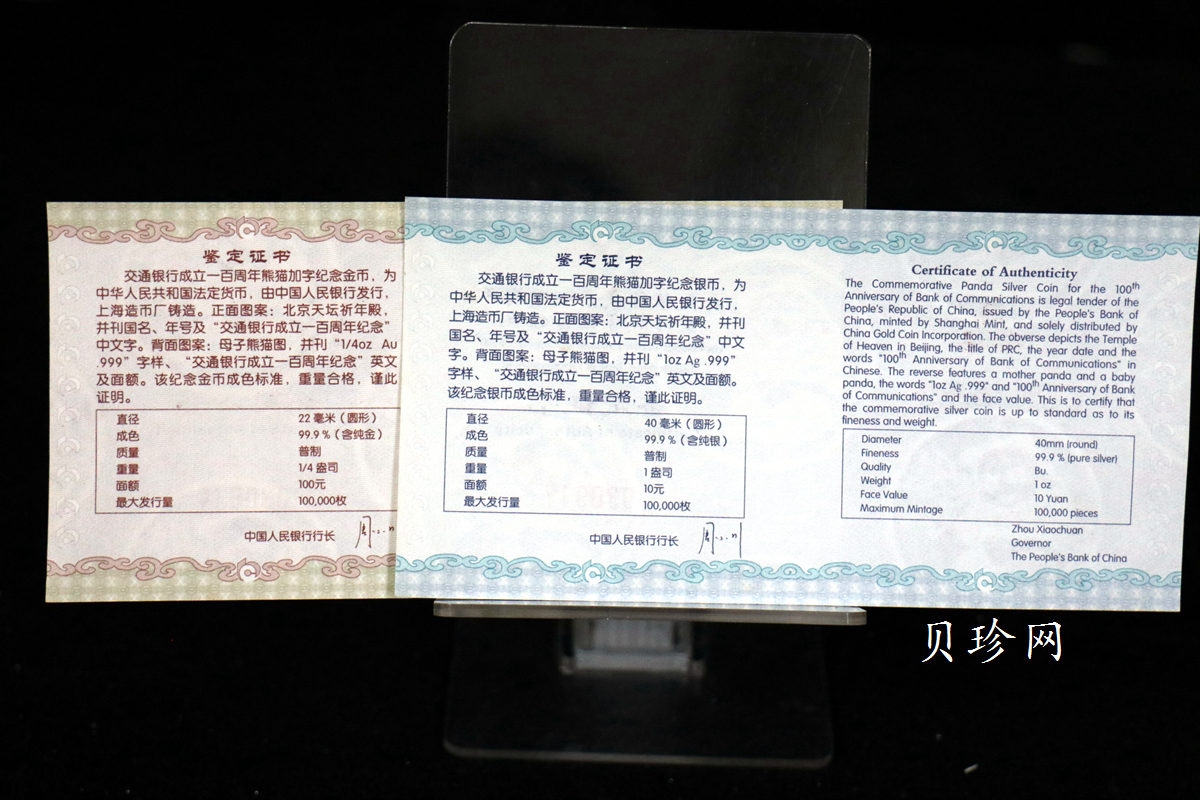 鉴定证书
交通银行成立一百周年熊猫加字纪念金币，为
中华人民共和国法定货币，由中国人民银行发行，
上海造币厂铸造。正面图案：北京天坛祈年殿，
并刊国名、年号及“交通银行成立一百周年纪念”
中文字。背面图案：母子熊猫图，并刊“1/4oz Au
.999”字样、“交通银行成立一百周年纪念”英文
及面额。该纪念金币成色标准，重量合格，谨此
证明。
直径 22 毫米（圆形）
成色 99.9％（含纯金）
质量 普制
重量 1/4 盎司
面额 100元
最大发行量 100,000枚
中国人民银行行长
鉴定证书
交通银行成立一百周年熊猫加字纪念银币，为
中华人民共和国法定货币，由中国人民银行发行，
上海造币厂铸造。正面图案：北京天坛祈年殿，并刊
国名、年号及“交通银行成立一百周年纪念”中文
字。背面图案：母子熊猫图，并刊“1oz Ag .999”
字样、“交通银行成立一百周年纪念”英文及面额。
该纪念银币成色标准，重量合格，谨此证明。
直径 40 毫米（圆形）
成色 99.9％（含纯银）
质量 普制
重量 1 盎司
面额 10元
最大发行量 100,000枚
中国人民银行行长
Certificate of Authenticity
The Commemorative Panda Silver Coin for the 100th
Anniversary of Bank of Communications is legal tender of the
People's Republic of China, issued by the People's Bank of
China, minted by Shanghai Mint, and solely distributed by
China Gold Coin Incorporation. The obverse depicts the Temple
of Heaven in Beijing, the title of PRC, the year date and the
words "100th Anniversary of Bank of Communications" in
Chinese. The reverse features a mother panda and a baby
panda, the words "1oz Ag .999" and "100th Anniversary of Bank
of Communications" and the face value. This is to certify that
the commemorative silver coin is up to standard as to its
fineness and weight.
Diameter 40mm (round)
Fineness 99.9 % (pure silver)
Quality Bu.
Weight 1 oz
Face Value 10 Yuan
Maximum Mintage 100,000 pieces
Zhou Xiaochuan
Governor
The People's Bank of China
贝珍网